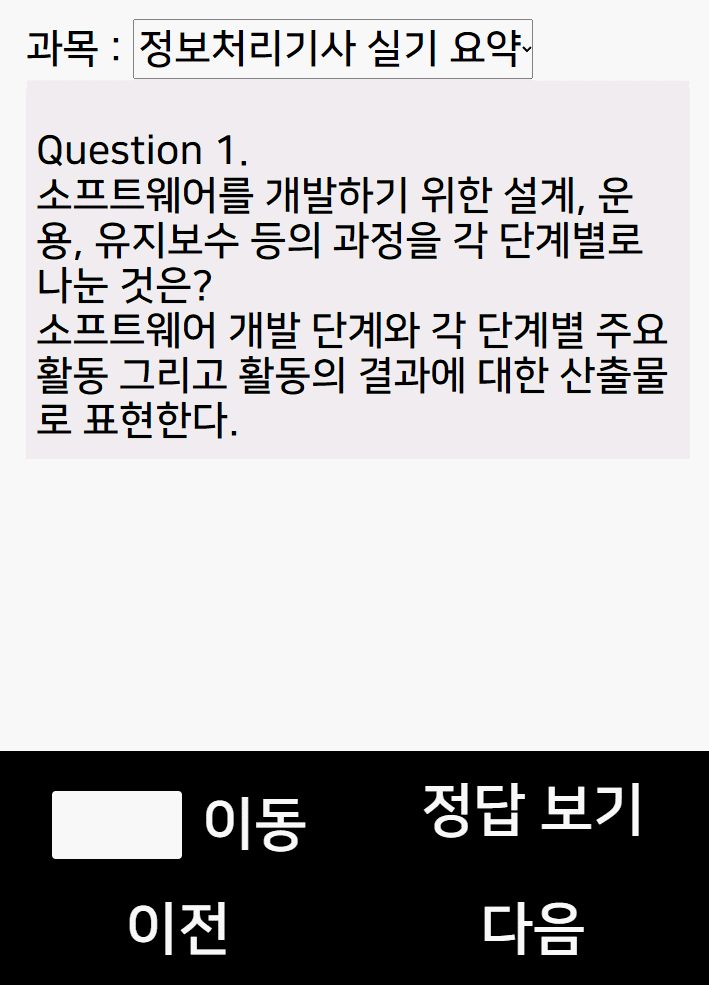 과목 : 정보처리기사 실기 요약
Question 1.
소프트웨어를 개발하기 위한 설계, 운
용, 유지보수 등의 과정을 각 단계별로
나눈 것은?
소프트웨어 개발 단계와 각 단계별 주요
활동 그리고 활동의 결과에 대한 산출물
로 표현한다.
이동 정답 보기
이전 다음